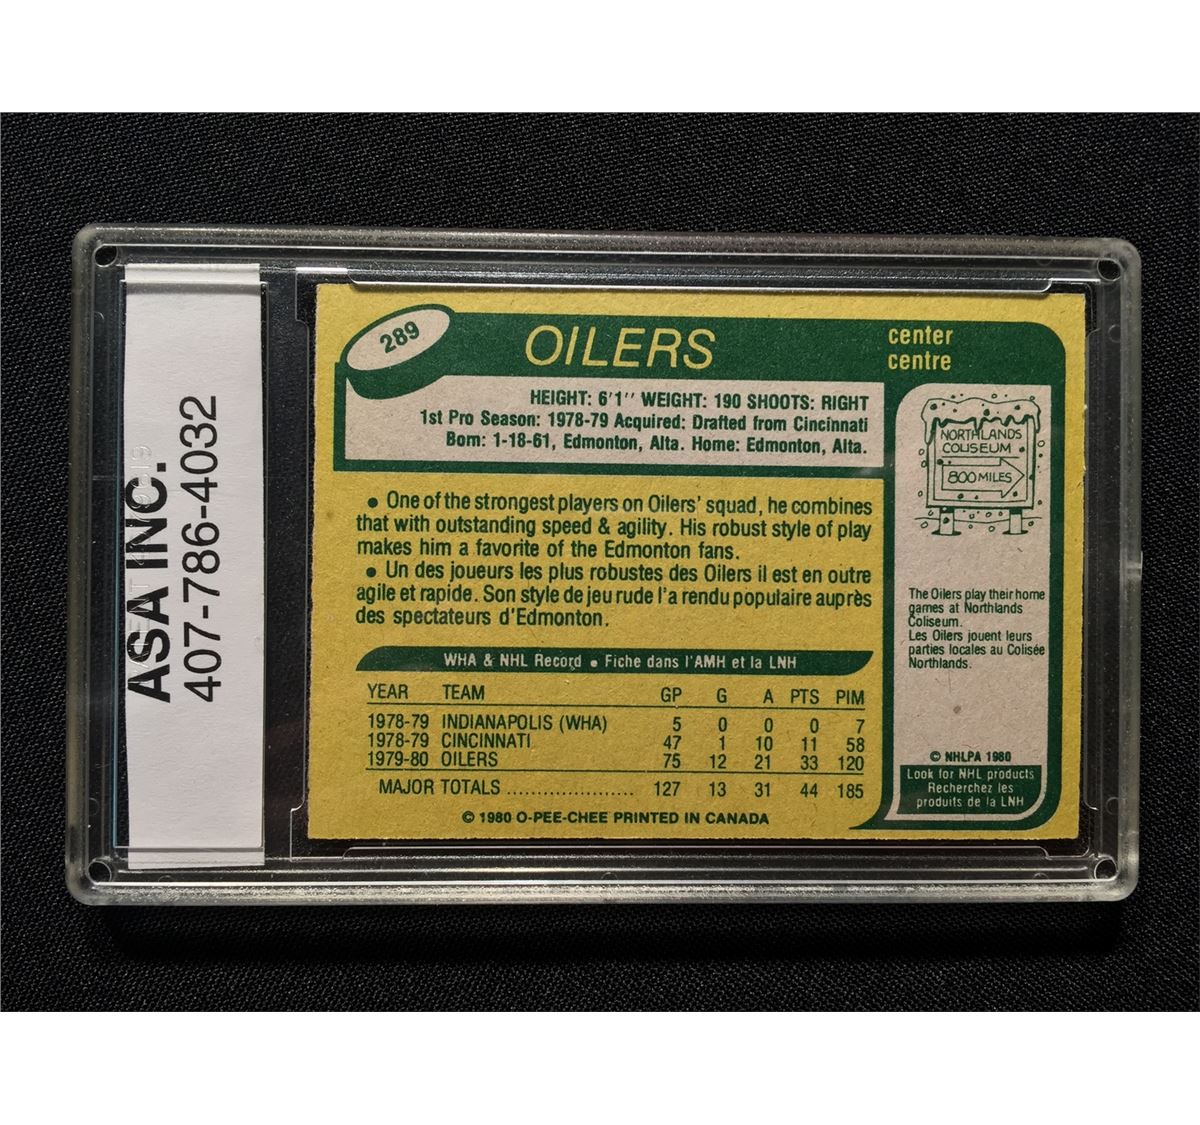 ASA INC.
407-786-4032
289
OILERS
center
centre
HEIGHT: 6'1'' WEIGHT: 190 SHOOTS: RIGHT
1st Pro Season: 1978-79 Acquired: Drafted from Cincinnati
Born: 1-18-61, Edmonton, Alta. Home: Edmonton, Alta.
● One of the strongest players on Oilers' squad, he combines
that with outstanding speed & agility. His robust style of play
makes him a favorite of the Edmonton fans.
● Un des joueurs les plus robustes des Oilers il est en outre
agile et rapide. Son style de jeu rude l'a rendu populaire auprès
des spectateurs d'Edmonton.
WHA & NHL Record ● Fiche dans l'AMH et la LNH
YEAR TEAM GP G A PTS PIM
1978-79 INDIANAPOLIS (WHA) 5 0 0 0 7
1978-79 CINCINNATI 47 1 10 11 58
1979-80 OILERS 75 12 21 33 120
MAJOR TOTALS ..................... 127 13 31 44 185
© 1980 O-PEE-CHEE PRINTED IN CANADA
NORTHLANDS
COLISEUM
800 MILES
The Oilers play their home
games at Northlands
Coliseum.
Les Oilers jouent leurs
parties locales au Colisée
Northlands.
© NHLPA 1980
Look for NHL products
Recherchez les
produits de la LNH